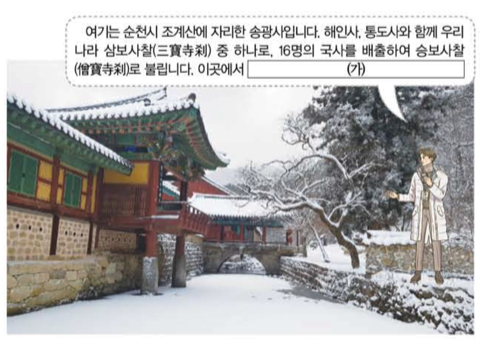 여기는 순천시 조계산에 자리한 송광사입니다. 해인사, 통도사와 함께 우리
나라 삼보사찰(三寶寺刹) 중 하나로, 16명의 국사를 배출하여 승보사찰
(僧寶寺刹)로 불립니다. 이곳에서 (가)